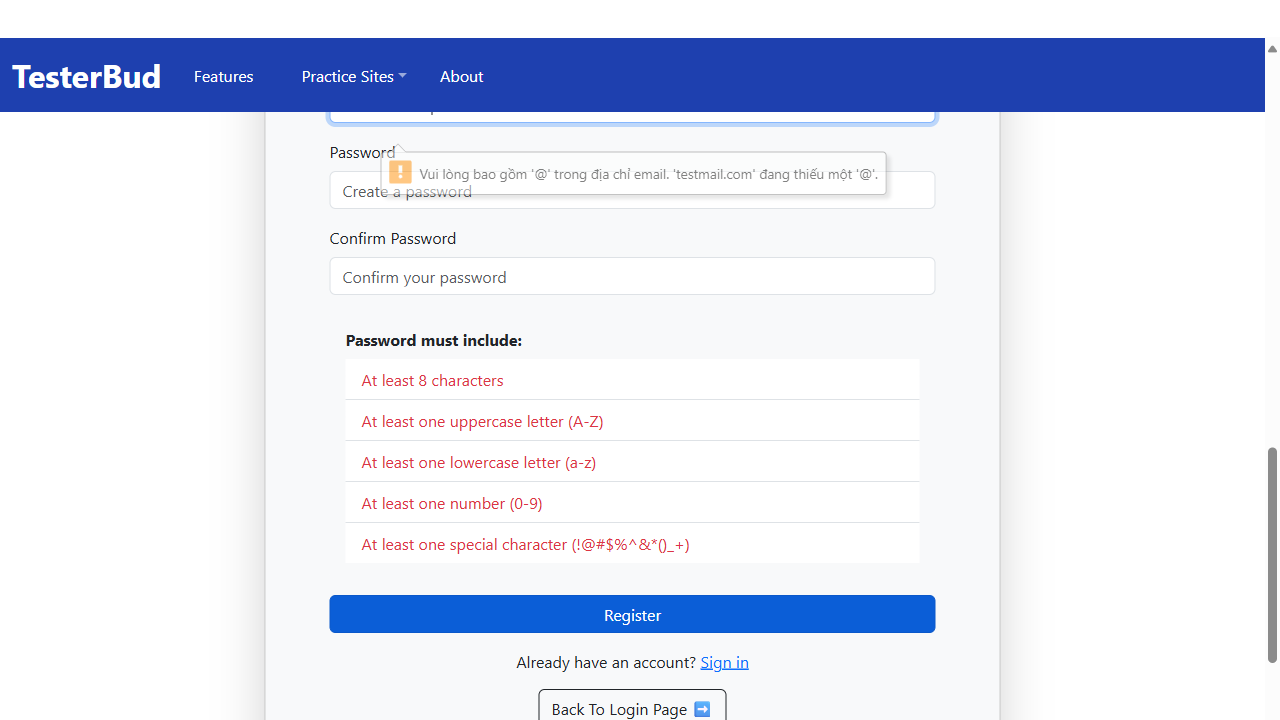 TesterBud Features Practice Sites About
Password
Vui lòng bao gồm '@' trong địa chỉ email. 'testmail.com' đang thiếu một '@'.
Create a password
Confirm Password
Confirm your password
Password must include:
At least 8 characters
At least one uppercase letter (A-Z)
At least one lowercase letter (a-z)
At least one number (0-9)
At least one special character (!@#$%^&*()_+)
Register
Already have an account? Sign in
Back To Login Page ➡️